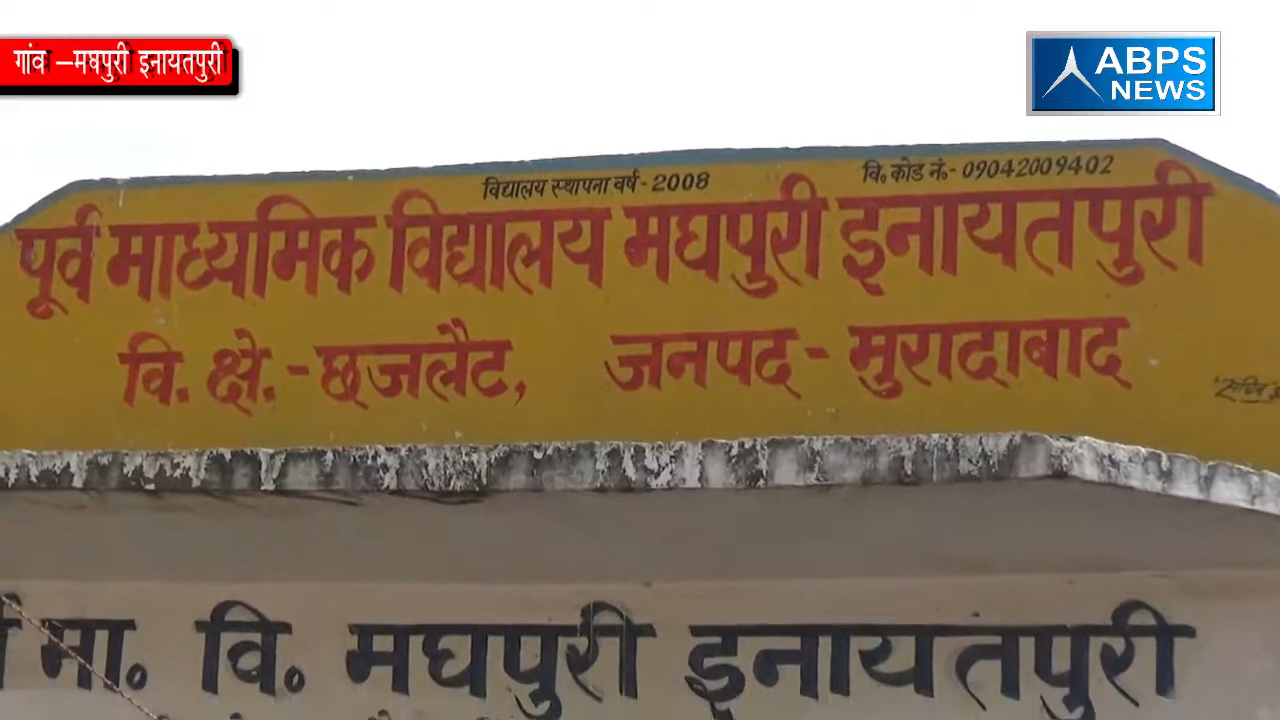 गांव –मघपुरी इनायतपुरी
ABPS
NEWS
विद्यालय स्थापना वर्ष - 2008
वि॰ कोड नं॰- 09042009402
पूर्व माध्यमिक विद्यालय मघपुरी इनायतपुरी
वि. क्षे. - छजलैट, जनपद - मुरादाबाद
मा॰ वि॰ मघपुरी इनायतपुरी